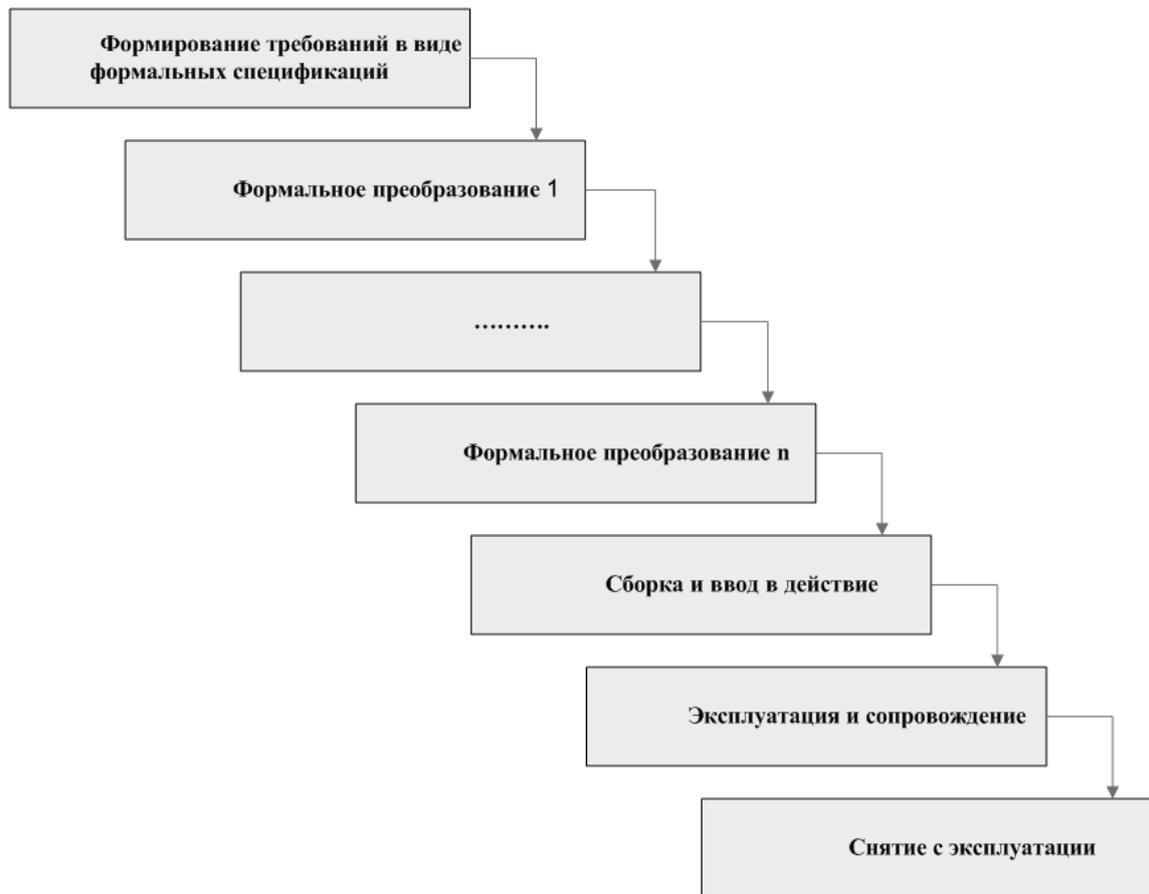 Формирование требований в виде
формальных спецификаций
Формальное преобразование 1
..........
Формальное преобразование n
Сборка и ввод в действие
Эксплуатация и сопровождение
Снятие с эксплуатации